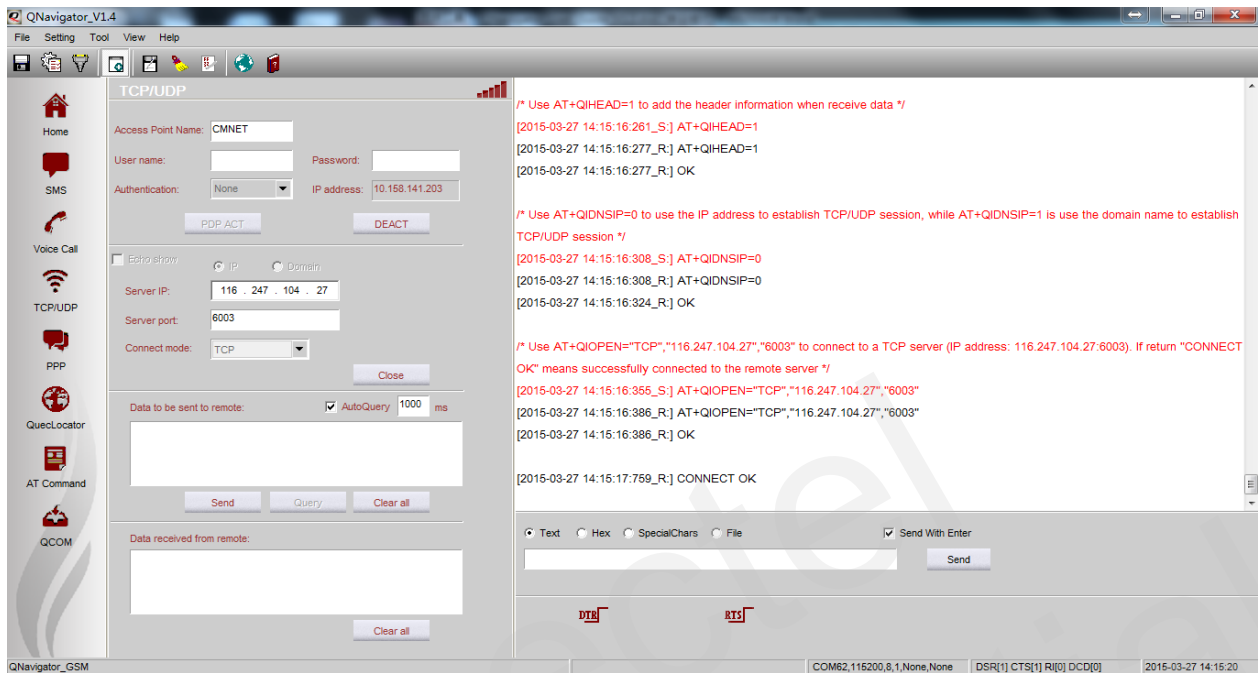 QNavigator_V1.4
File Setting Tool View Help
Home
SMS
Voice Call
TCP/UDP
PPP
QuecLocator
AT Command
QCOM
TCP/UDP
Access Point Name: CMNET
User name: Password:
Authentication: None IP address: 10.158.141.203
PDP ACT DEACT
Echo show IP Domain
Server IP: 116 . 247 . 104 . 27
Server port: 6003
Connect mode: TCP
Close
Data to be sent to remote: AutoQuery 1000 ms
Send Query Clear all
Data received from remote:
Clear all
/* Use AT+QIHEAD=1 to add the header information when receive data */
[2015-03-27 14:15:16:261_S:] AT+QIHEAD=1
[2015-03-27 14:15:16:277_R:] AT+QIHEAD=1
[2015-03-27 14:15:16:277_R:] OK
/* Use AT+QIDNSIP=0 to use the IP address to establish TCP/UDP session, while AT+QIDNSIP=1 is use the domain name to establish
TCP/UDP session */
[2015-03-27 14:15:16:308_S:] AT+QIDNSIP=0
[2015-03-27 14:15:16:308_R:] AT+QIDNSIP=0
[2015-03-27 14:15:16:324_R:] OK
/* Use AT+QIOPEN="TCP","116.247.104.27","6003" to connect to a TCP server (IP address: 116.247.104.27:6003). If return "CONNECT
OK" means successfully connected to the remote server */
[2015-03-27 14:15:16:355_S:] AT+QIOPEN="TCP","116.247.104.27","6003"
[2015-03-27 14:15:16:386_R:] AT+QIOPEN="TCP","116.247.104.27","6003"
[2015-03-27 14:15:16:386_R:] OK
[2015-03-27 14:15:17:759_R:] CONNECT OK
Text Hex SpecialChars File Send With Enter
Send
DTR RTS
QNavigator_GSM COM62,115200,8,1,None,None DSR[1] CTS[1] RI[0] DCD[0] 2015-03-27 14:15:20